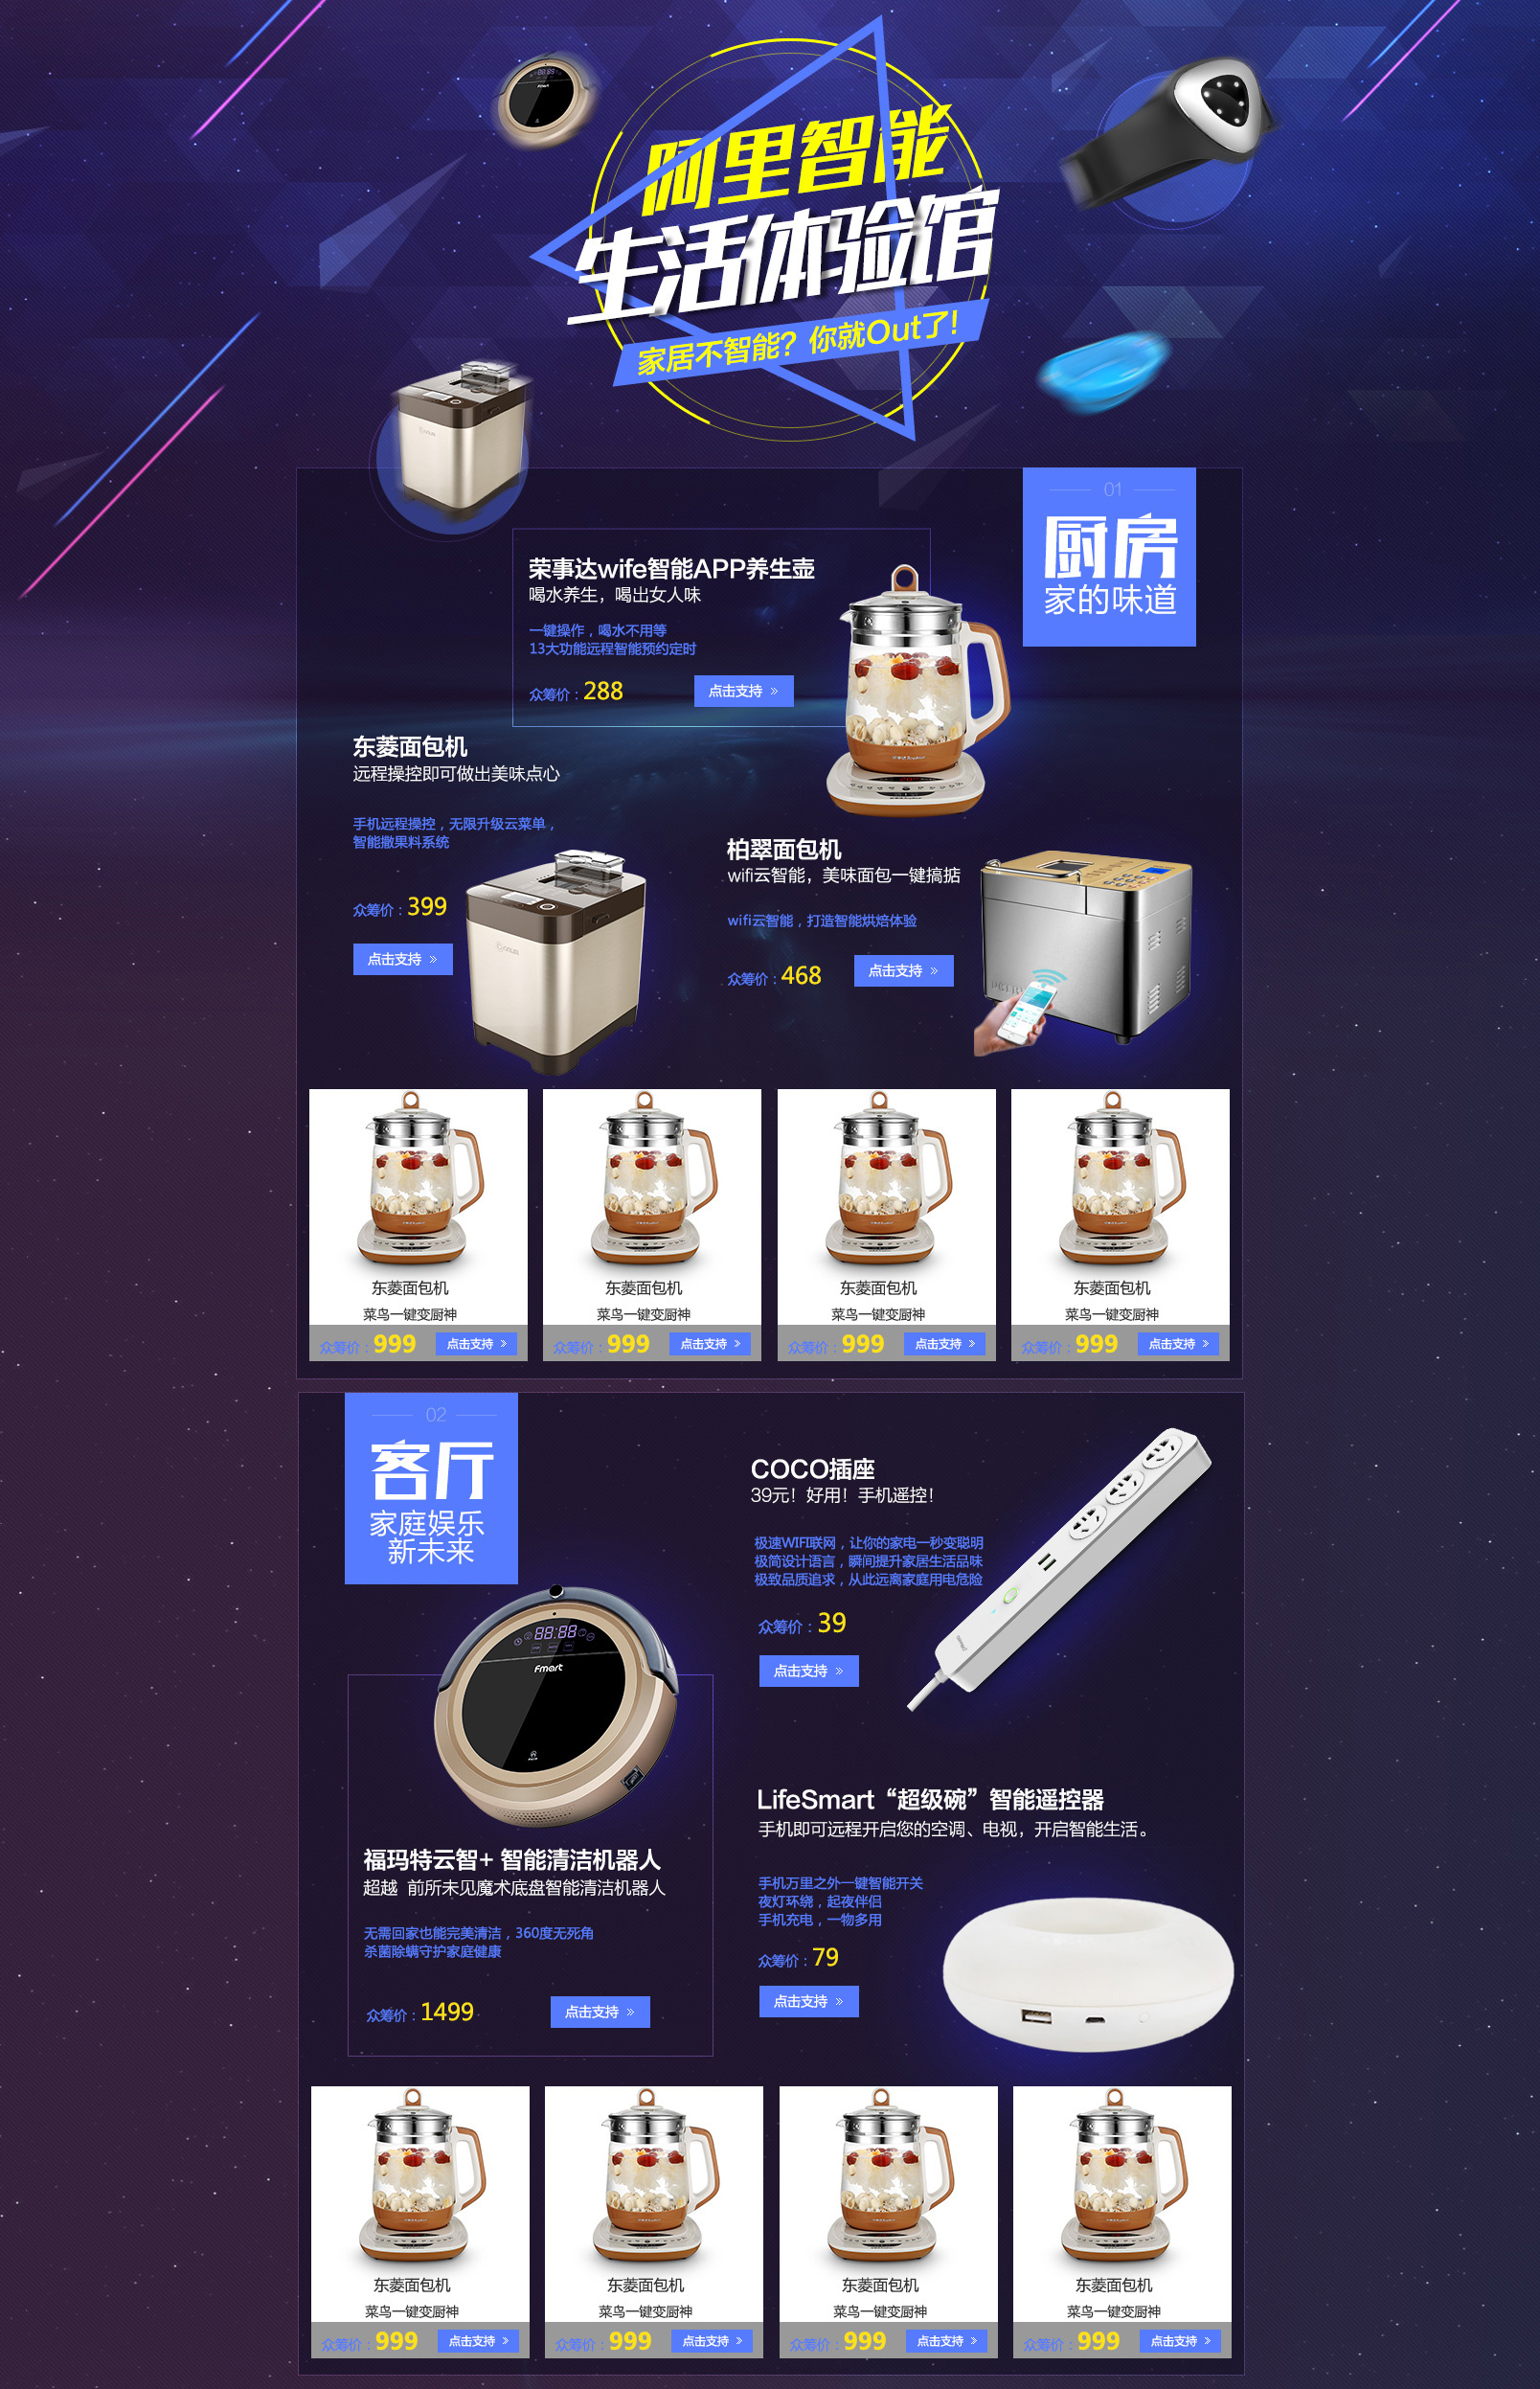 阿里智能
生活体验馆
家居不智能？你就Out了!
01
厨房
家的味道
荣事达wife智能APP养生壶
喝水养生，喝出女人味
一键操作，喝水不用等
13大功能远程智能预约定时
众筹价：288
点击支持 »
东菱面包机
远程操控即可做出美味点心
手机远程操控，无限升级云菜单，
智能撒果料系统
众筹价：399
点击支持 »
柏翠面包机
wifi云智能，美味面包一键搞掂
wifi云智能，打造智能烘焙体验
众筹价：468
点击支持 »
东菱面包机
菜鸟一键变厨神
众筹价：999
点击支持 »
东菱面包机
菜鸟一键变厨神
众筹价：999
点击支持 »
东菱面包机
菜鸟一键变厨神
众筹价：999
点击支持 »
东菱面包机
菜鸟一键变厨神
众筹价：999
点击支持 »
02
客厅
家庭娱乐
新未来
COCO插座
39元！好用！手机遥控！
极速WIFI联网，让你的家电一秒变聪明
极简设计语言，瞬间提升家居生活品味
极致品质追求，从此远离家庭用电危险
众筹价：39
点击支持 »
88:88
Fmart
福玛特云智+ 智能清洁机器人
超越 前所未见魔术底盘智能清洁机器人
无需回家也能完美清洁，360度无死角
杀菌除螨守护家庭健康
众筹价：1499
点击支持 »
LifeSmart“超级碗”智能遥控器
手机即可远程开启您的空调、电视，开启智能生活。
手机万里之外一键智能开关
夜灯环绕，起夜伴侣
手机充电，一物多用
众筹价：79
点击支持 »
东菱面包机
菜鸟一键变厨神
众筹价：999
点击支持 »
东菱面包机
菜鸟一键变厨神
众筹价：999
点击支持 »
东菱面包机
菜鸟一键变厨神
众筹价：999
点击支持 »
东菱面包机
菜鸟一键变厨神
众筹价：999
点击支持 »